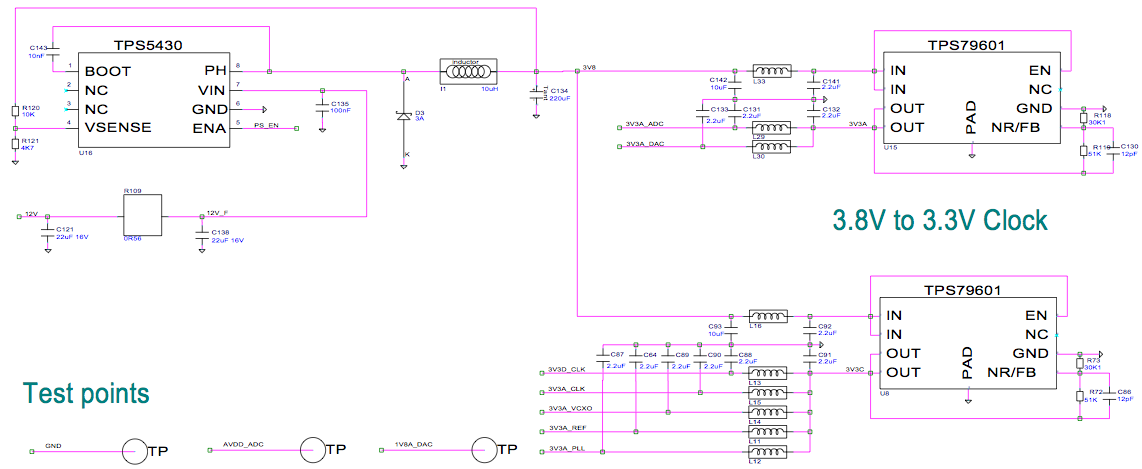 TPS5430
C143
10nF
1 BOOT
2 NC
3 NC
4 VSENSE
PH 8
VIN 7
GND 6
ENA 5
PS_EN
U16
R120
10K
R121
4K7
C135
100nF
A
D3
3A
K
inductor
I1
10uH
C134
220uF
3V8
12V
R109
0R56
12V_F
C121
22uF 16V
C138
22uF 16V
TPS79601
IN
IN
OUT
OUT
EN
NC
GND
NR/FB
PAD
U15
C142
10uF
L33
C141
2.2uF
C133
2.2uF
C131
2.2uF
C132
2.2uF
3V3A_ADC
L29
3V3A
3V3A_DAC
L30
R118
30K1
R119
51K
C130
12pF
3.8V to 3.3V Clock
TPS79601
IN
IN
OUT
OUT
EN
NC
GND
NR/FB
PAD
U8
L16
C93
10uF
C92
2.2uF
C87
2.2uF
C64
2.2uF
C89
2.2uF
C90
2.2uF
C88
2.2uF
C91
2.2uF
3V3D_CLK
L13
3V3C
3V3A_CLK
L15
3V3A_VCXO
L14
3V3A_REF
L11
3V3A_PLL
L12
R73
30K1
R72
51K
C86
12pF
Test points
GND
TP
AVDD_ADC
TP
1V8A_DAC
TP